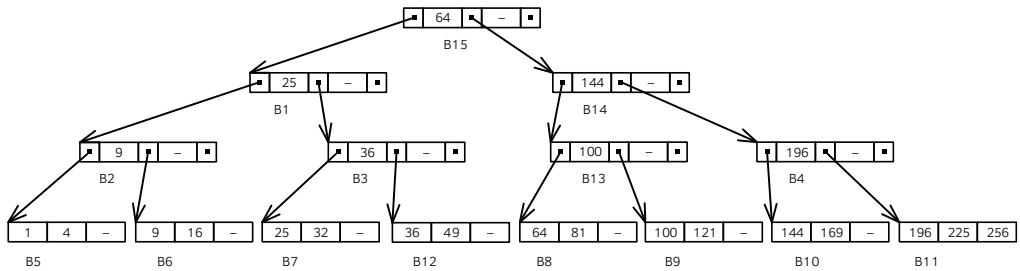 64 –
B15
25 – 144 –
B1 B14
9 – 36 – 100 – 196 –
B2 B3 B13 B4
1 4 – 9 16 – 25 32 – 36 49 – 64 81 – 100 121 – 144 169 – 196 225 256
B5 B6 B7 B12 B8 B9 B10 B11